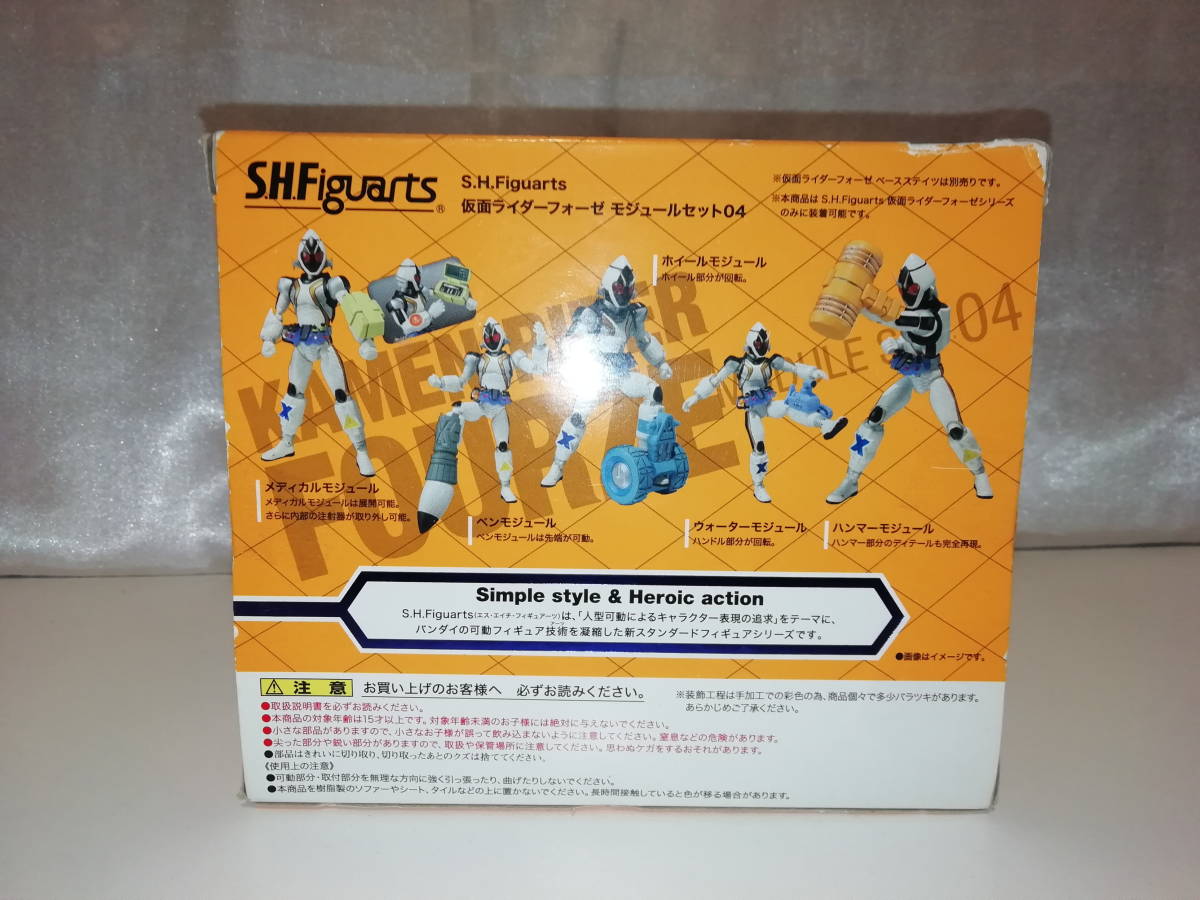 S.H.Figuarts®
S.H.Figuarts
仮面ライダーフォーゼ モジュールセット04
※仮面ライダーフォーゼ ベースステイツは別売りです。
※本商品は S.H.Figuarts 仮面ライダーフォーゼシリーズ
のみに装着可能です。
ホイールモジュール
ホイール部分が回転。
KAMEN RIDER
FOURZE
MODULE SET.04
メディカルモジュール
メディカルモジュールは展開可能。
さらに内部の注射器が取り外し可能。
ペンモジュール
ペンモジュールは先端が可動。
ウォーターモジュール
ハンドル部分が回転。
ハンマーモジュール
ハンマー部分のディテールも完全再現。
Simple style & Heroic action
S.H.Figuarts(エス・エイチ・フィギュアーツ)は、「人型可動によるキャラクター表現の追求」をテーマに、
バンダイの可動フィギュア技術を凝縮した新スタンダードフィギュアシリーズです。
●画像はイメージです。
注意 お買い上げのお客様へ 必ずお読みください。
※装飾工程は手加工での彩色の為、商品個々で多少バラツキがあります。
あらかじめご了承ください。
●取扱説明書を必ずお読みください。
●本商品の対象年齢は15才以上です。対象年齢未満のお子様には絶対に与えないでください。
●小さな部品がありますので、小さなお子様が誤って飲み込まないように注意してください。窒息などの危険があります。
●尖った部分や鋭い部分がありますので、取扱や保管場所に注意してください。思わぬケガをするおそれがあります。
●部品はきれいに切り取り、切り取ったあとのクズは捨ててください。
《使用上の注意》
●可動部分・取付部分を無理な方向に強く引っ張ったり、曲げたりしないでください。
●本商品を樹脂製のソファーやシート、タイルなどの上に置かないでください。長時間接触していると色が移る場合があります。